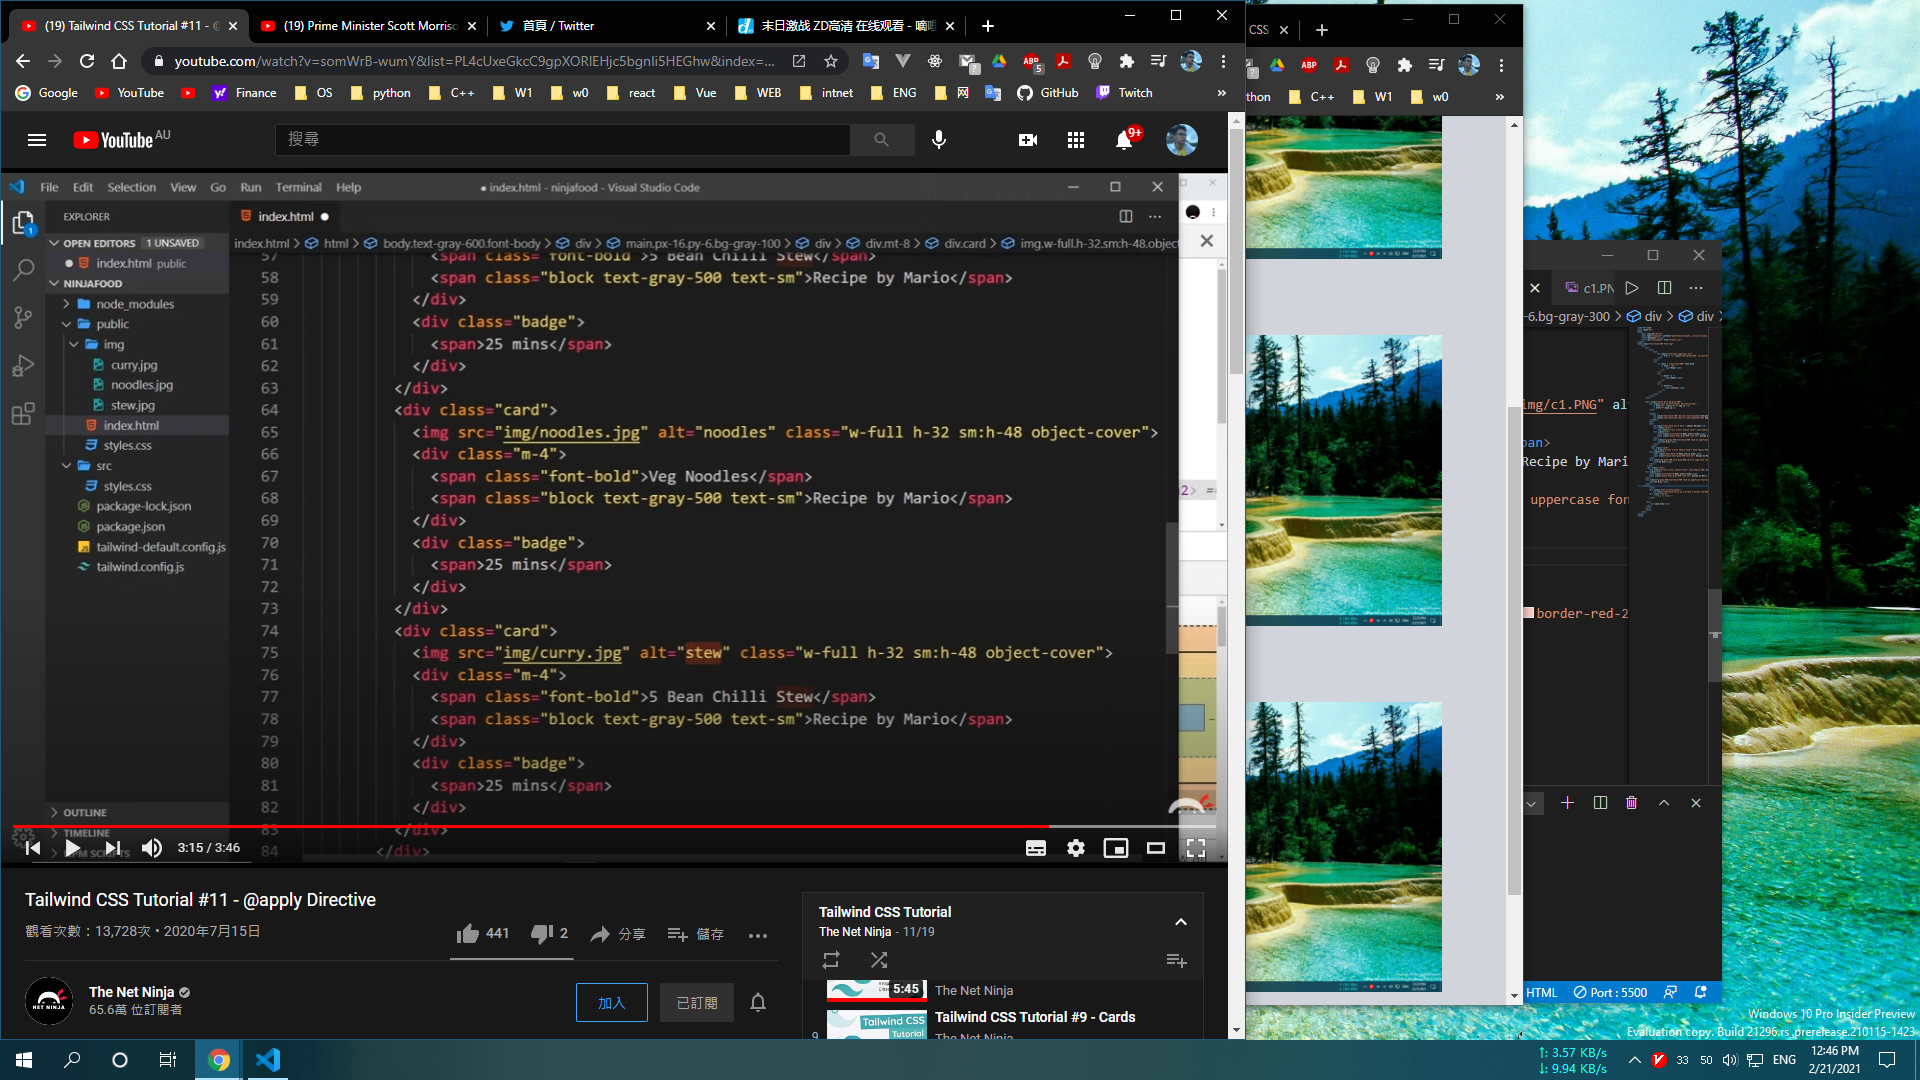 (19) Tailwind CSS Tutorial #11 - @
(19) Prime Minister Scott Morriso
首頁 / Twitter
末日激战 ZD高清 在线观看 - 嘀
youtube.com/watch?v=somWrB-wumY&list=PL4cUxeGkcC9gpXORlEHjc5bgnli5HEGhw&index=...
Google
YouTube
Finance
OS
python
C++
W1
w0
react
Vue
WEB
intnet
ENG
网
GitHub
Twitch
»
YouTube AU
搜尋
9+
File Edit Selection View Go Run Terminal Help
● index.html - ninjafood - Visual Studio Code
EXPLORER
OPEN EDITORS 1 UNSAVED
index.html public
NINJAFOOD
node_modules
public
img
curry.jpg
noodles.jpg
stew.jpg
index.html
styles.css
src
styles.css
package-lock.json
package.json
tailwind-default.config.js
tailwind.config.js
OUTLINE
TIMELINE
NPM SCRIPTS
index.html ●
index.html > html > body.text-gray-600.font-body > div > main.px-16.py-6.bg-gray-100 > div > div.mt-8 > div.card > img.w-full.h-32.sm:h-48.object
57 <span class="font-bold">5 Bean Chilli Stew</span>
58 <span class="block text-gray-500 text-sm">Recipe by Mario</span>
59 </div>
60 <div class="badge">
61 <span>25 mins</span>
62 </div>
63 </div>
64 <div class="card">
65 <img src="img/noodles.jpg" alt="noodles" class="w-full h-32 sm:h-48 object-cover">
66 <div class="m-4">
67 <span class="font-bold">Veg Noodles</span>
68 <span class="block text-gray-500 text-sm">Recipe by Mario</span>
69 </div>
70 <div class="badge">
71 <span>25 mins</span>
72 </div>
73 </div>
74 <div class="card">
75 <img src="img/curry.jpg" alt="stew" class="w-full h-32 sm:h-48 object-cover">
76 <div class="m-4">
77 <span class="font-bold">5 Bean Chilli Stew</span>
78 <span class="block text-gray-500 text-sm">Recipe by Mario</span>
79 </div>
80 <div class="badge">
81 <span>25 mins</span>
82 </div>
83 </div>
84 </div>
3:15 / 3:46
Tailwind CSS Tutorial #11 - @apply Directive
觀看次數：13,728次 • 2020年7月15日
441
2
分享
儲存
The Net Ninja
65.6萬 位訂閱者
NET NINJA
加入
已訂閱
Tailwind CSS Tutorial
The Net Ninja - 11/19
5:45
The Net Ninja
9
Tailwind CSS Tutorial
Tailwind CSS Tutorial #9 - Cards
The Net Ninja
CSS
thon
C++
W1
w0
»
c1.PN
-6.bg-gray-300 > div > div >
img/c1.PNG" al
pan>
Recipe by Mari
uppercase fon
border-red-2
HTML
Port : 5500
Windows 10 Pro Insider Preview
Evaluation copy. Build 21296.rs_prerelease.210115-1423
↑: 3.57 KB/s
↓: 9.94 KB/s
33
50
ENG
12:46 PM
2/21/2021